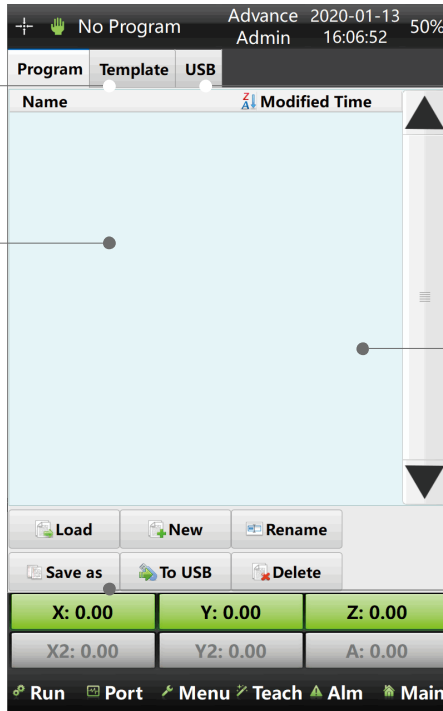 No Program Advance 2020-01-13 50%
Admin 16:06:52
Program Template USB
Name Modified Time
Load New Rename
Save as To USB Delete
X: 0.00 Y: 0.00 Z: 0.00
X2: 0.00 Y2: 0.00 A: 0.00
Run Port Menu Teach Alm Main